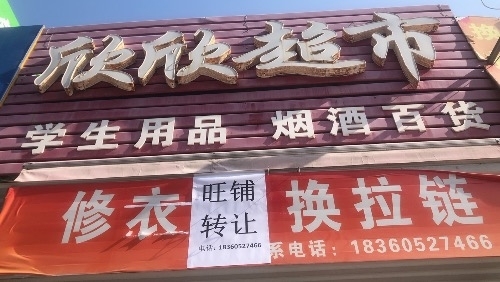 欣欣超市
学生用品 烟酒百货
修衣 换拉链
旺铺
转让
电话：18360527466
系电话：18360527466